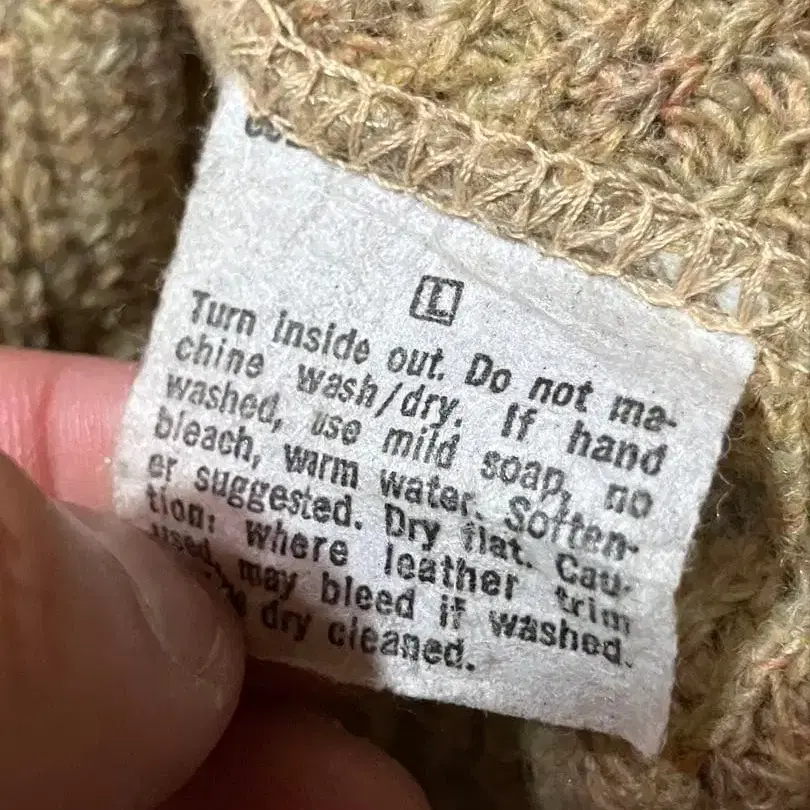 L
Turn inside out. Do not ma-
chine wash/dry. If hand
washed, use mild soap, no
bleach, warm water. Soften-
er suggested. Dry flat. Cau-
tion: where leather trim
used, may bleed if washed.
dry cleaned.